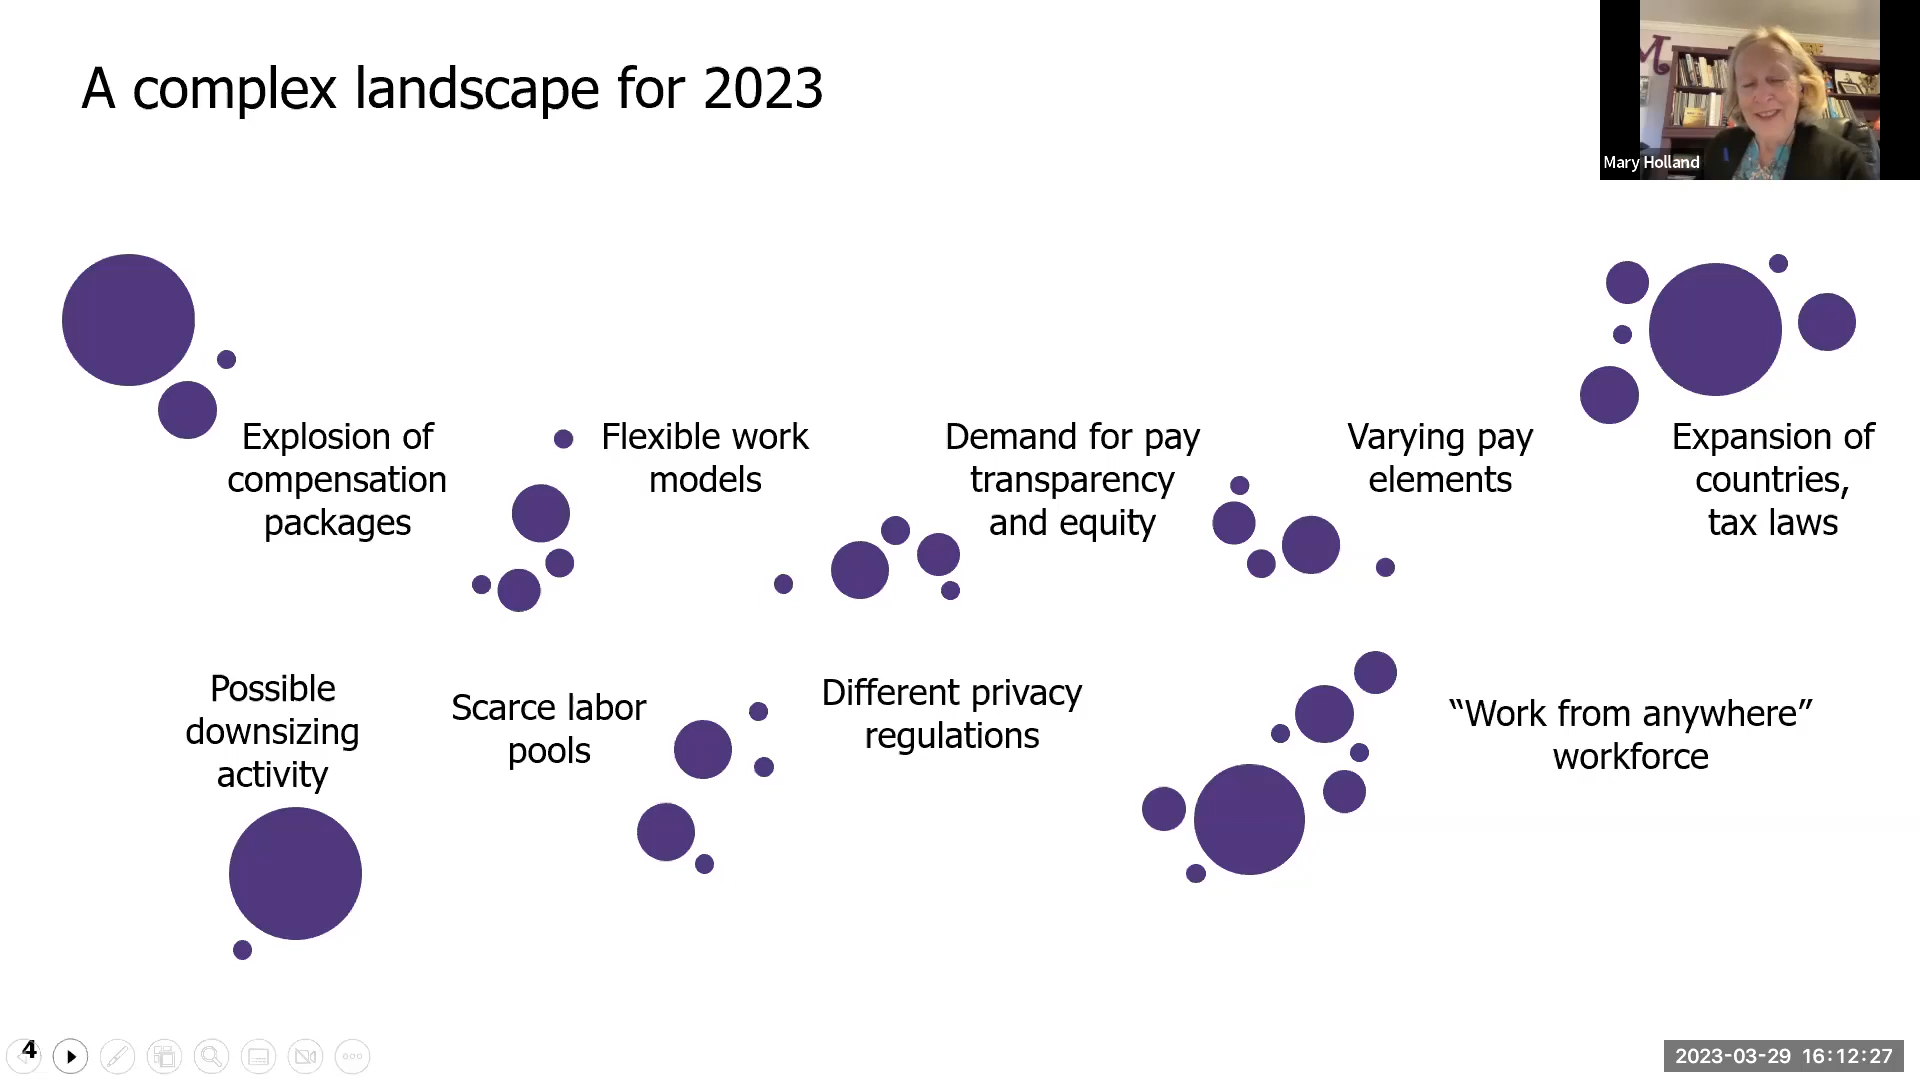 A complex landscape for 2023
Mary Holland
Explosion of
compensation
packages
Flexible work
models
Demand for pay
transparency
and equity
Varying pay
elements
Expansion of
countries,
tax laws
Possible
downsizing
activity
Scarce labor
pools
Different privacy
regulations
“Work from anywhere”
workforce
4
2023-03-29 16:12:27